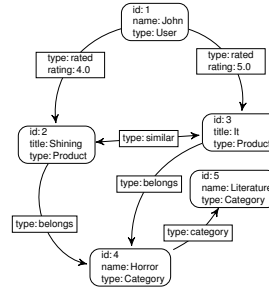 id: 1
name: John
type: User
type: rated
rating: 4.0
type: rated
rating: 5.0
id: 2
title: Shining
type: Product
type: similar
id: 3
title: It
type: Product
type: belongs
id: 5
name: Literature
type: Category
type: belongs
type: category
id: 4
name: Horror
type: Category